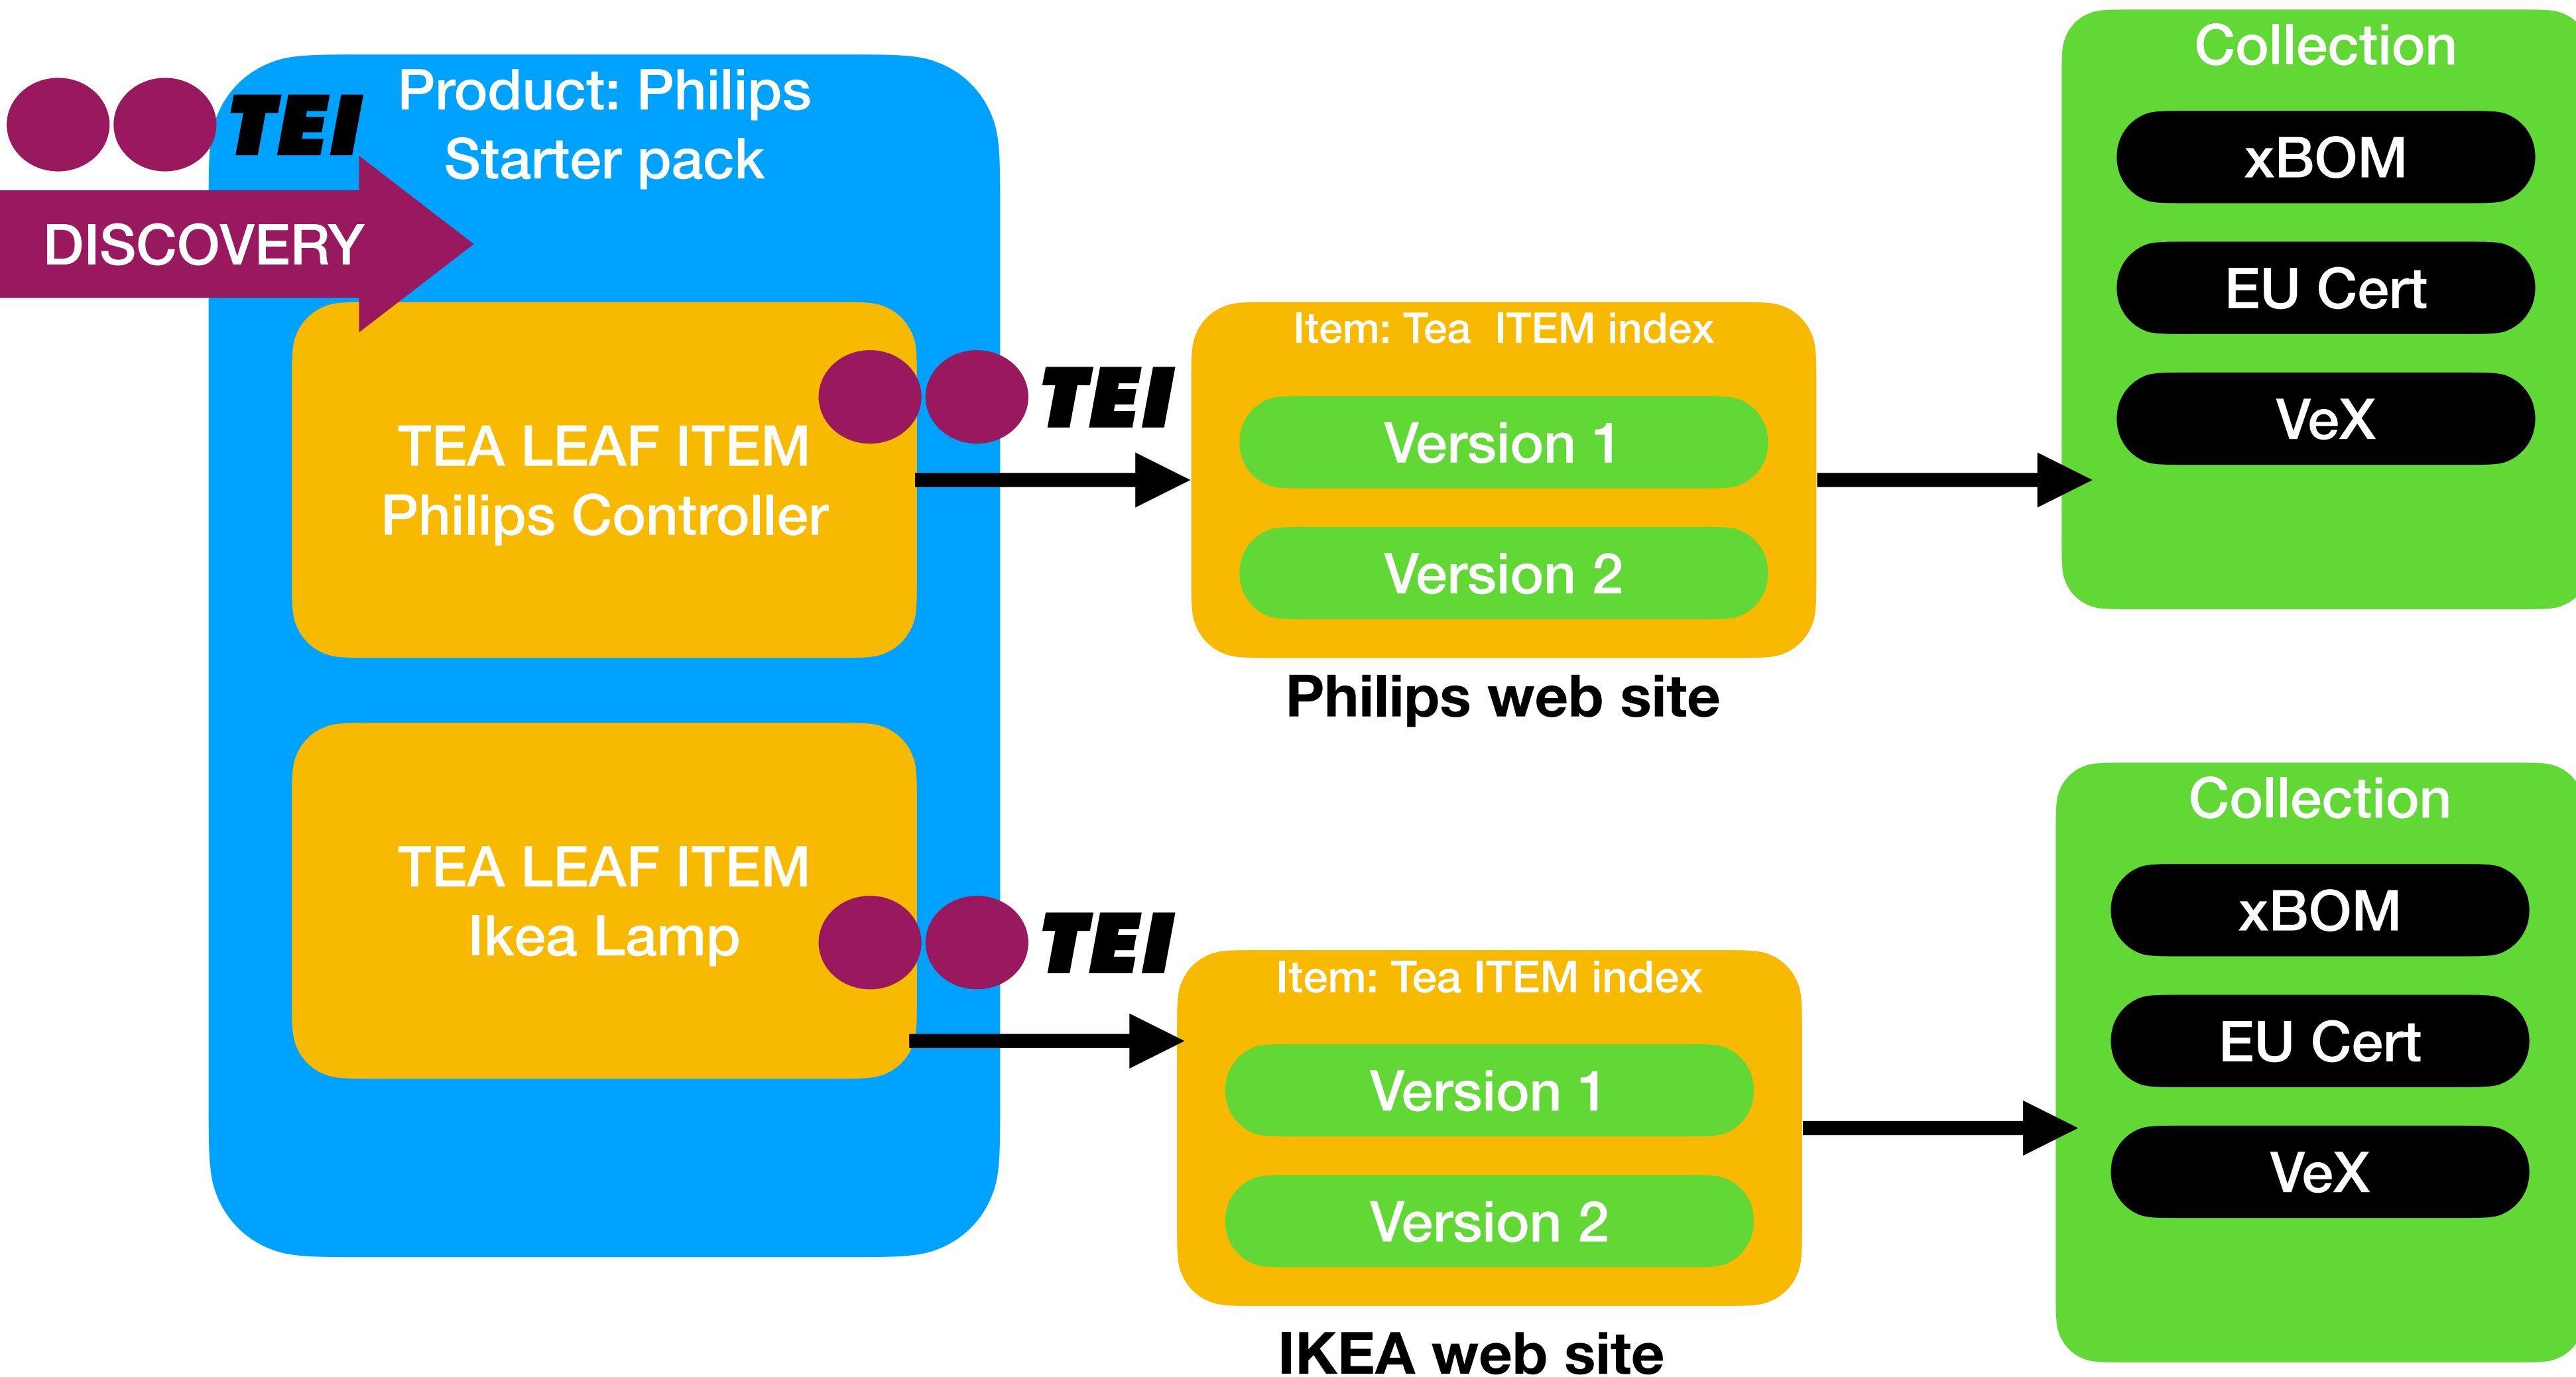 TEI
DISCOVERY
Product: Philips
Starter pack
TEA LEAF ITEM
Philips Controller
TEI
TEA LEAF ITEM
Ikea Lamp
TEI
Item: Tea  ITEM index
Version 1
Version 2
Philips web site
Item: Tea ITEM index
Version 1
Version 2
IKEA web site
Collection
xBOM
EU Cert
VeX
Collection
xBOM
EU Cert
VeX